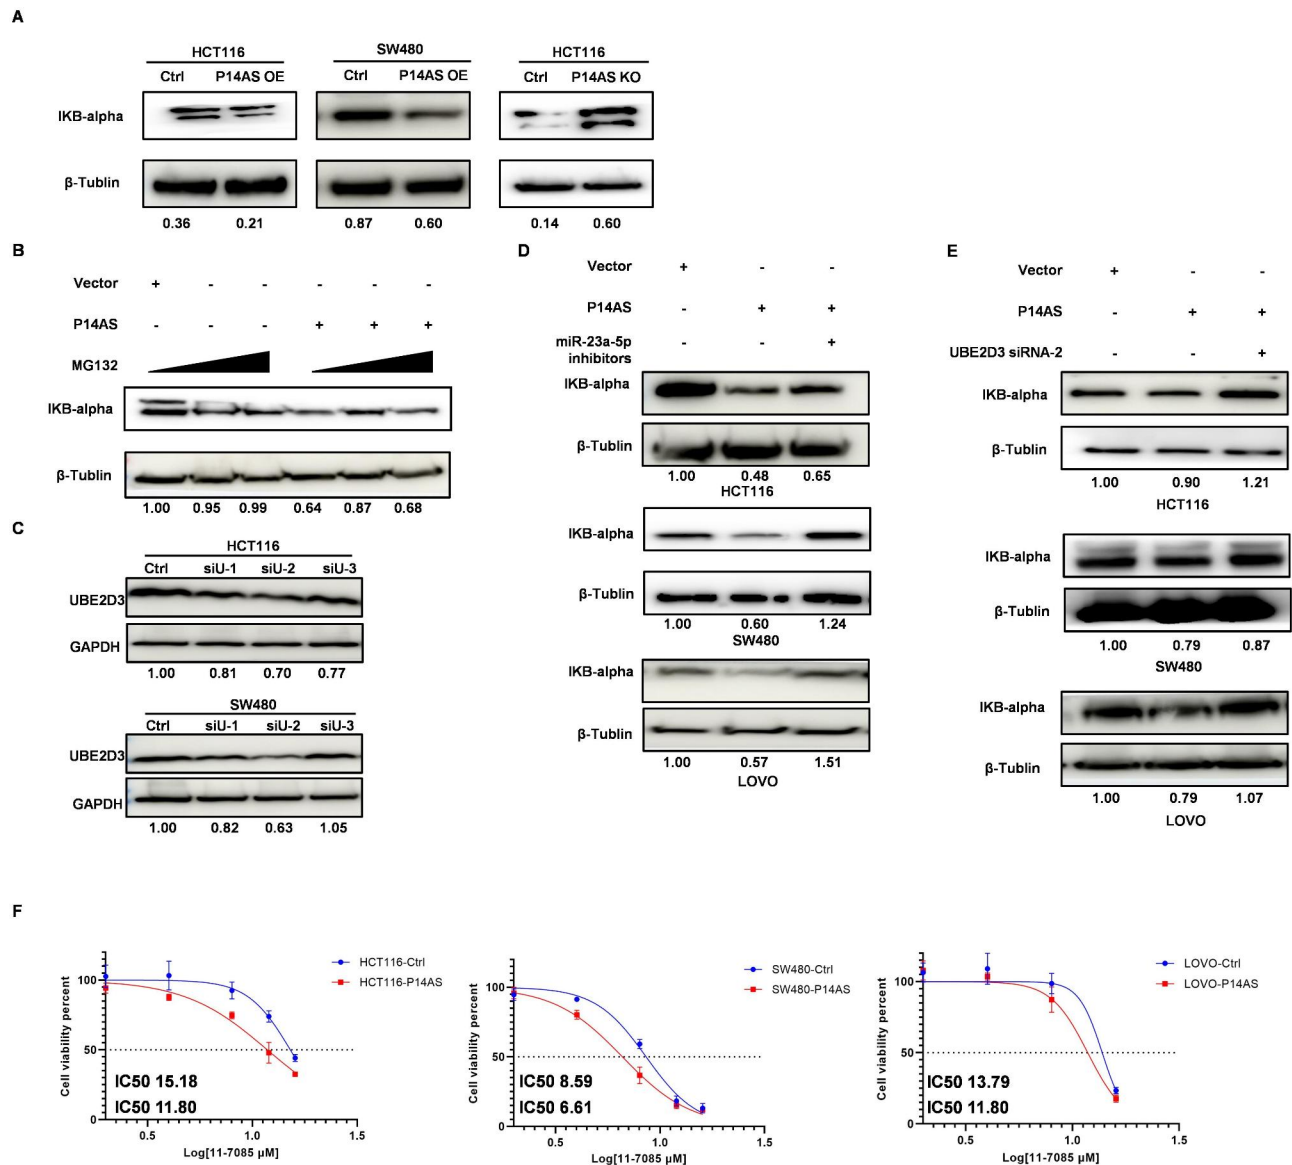 A
HCT116
Ctrl P14AS OE
SW480
Ctrl P14AS OE
HCT116
Ctrl P14AS KO
IKB-alpha
β-Tublin
0.36 0.21
0.87 0.60
0.14 0.60
B
Vector + - - - - -
P14AS - - - + + +
MG132
IKB-alpha
β-Tublin
1.00 0.95 0.99 0.64 0.87 0.68
C
HCT116
Ctrl siU-1 siU-2 siU-3
UBE2D3
GAPDH
1.00 0.81 0.70 0.77
SW480
Ctrl siU-1 siU-2 siU-3
UBE2D3
GAPDH
1.00 0.82 0.63 1.05
D
Vector + - -
P14AS - + +
miR-23a-5p
inhibitors - - +
IKB-alpha
β-Tublin
1.00 0.48 0.65
HCT116
IKB-alpha
β-Tublin
1.00 0.60 1.24
SW480
IKB-alpha
β-Tublin
1.00 0.57 1.51
LOVO
E
Vector + - -
P14AS - + +
UBE2D3 siRNA-2 - - +
IKB-alpha
β-Tublin
1.00 0.90 1.21
HCT116
IKB-alpha
β-Tublin
1.00 0.79 0.87
SW480
IKB-alpha
β-Tublin
1.00 0.79 1.07
LOVO
F
HCT116-Ctrl
HCT116-P14AS
Cell viability percent
100
50
0
IC50 15.18
IC50 11.80
0.5 1.0 1.5
Log[11-7085 μM]
SW480-Ctrl
SW480-P14AS
Cell viability percent
100
50
0
IC50 8.59
IC50 6.61
0.5 1.0 1.5
Log[11-7085 μM]
LOVO-Ctrl
LOVO-P14AS
Cell viability percent
100
50
0
IC50 13.79
IC50 11.80
0.5 1.0 1.5
Log[11-7085 μM]